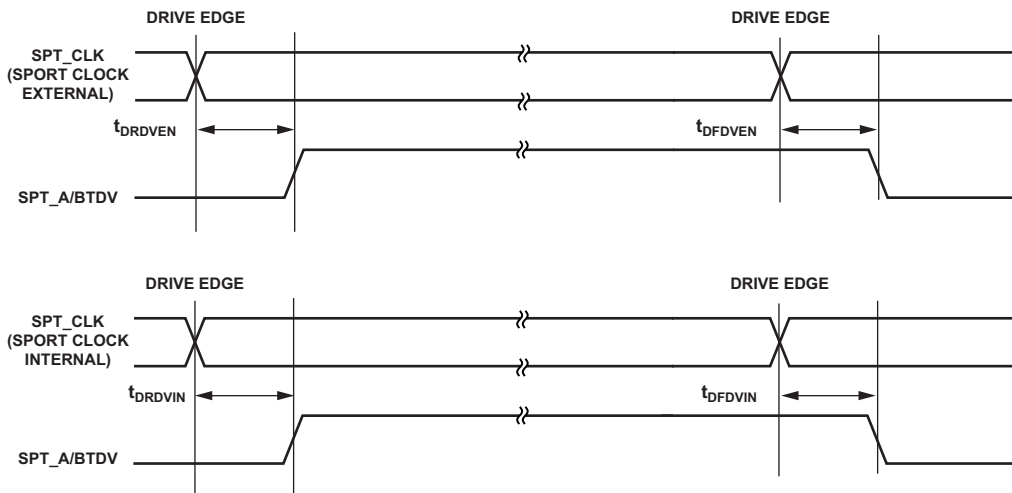 DRIVE EDGE
DRIVE EDGE
SPT_CLK
(SPORT CLOCK
EXTERNAL)
tDRDVEN
tDFDVEN
SPT_A/BTDV
DRIVE EDGE
DRIVE EDGE
SPT_CLK
(SPORT CLOCK
INTERNAL)
tDRDVIN
tDFDVIN
SPT_A/BTDV